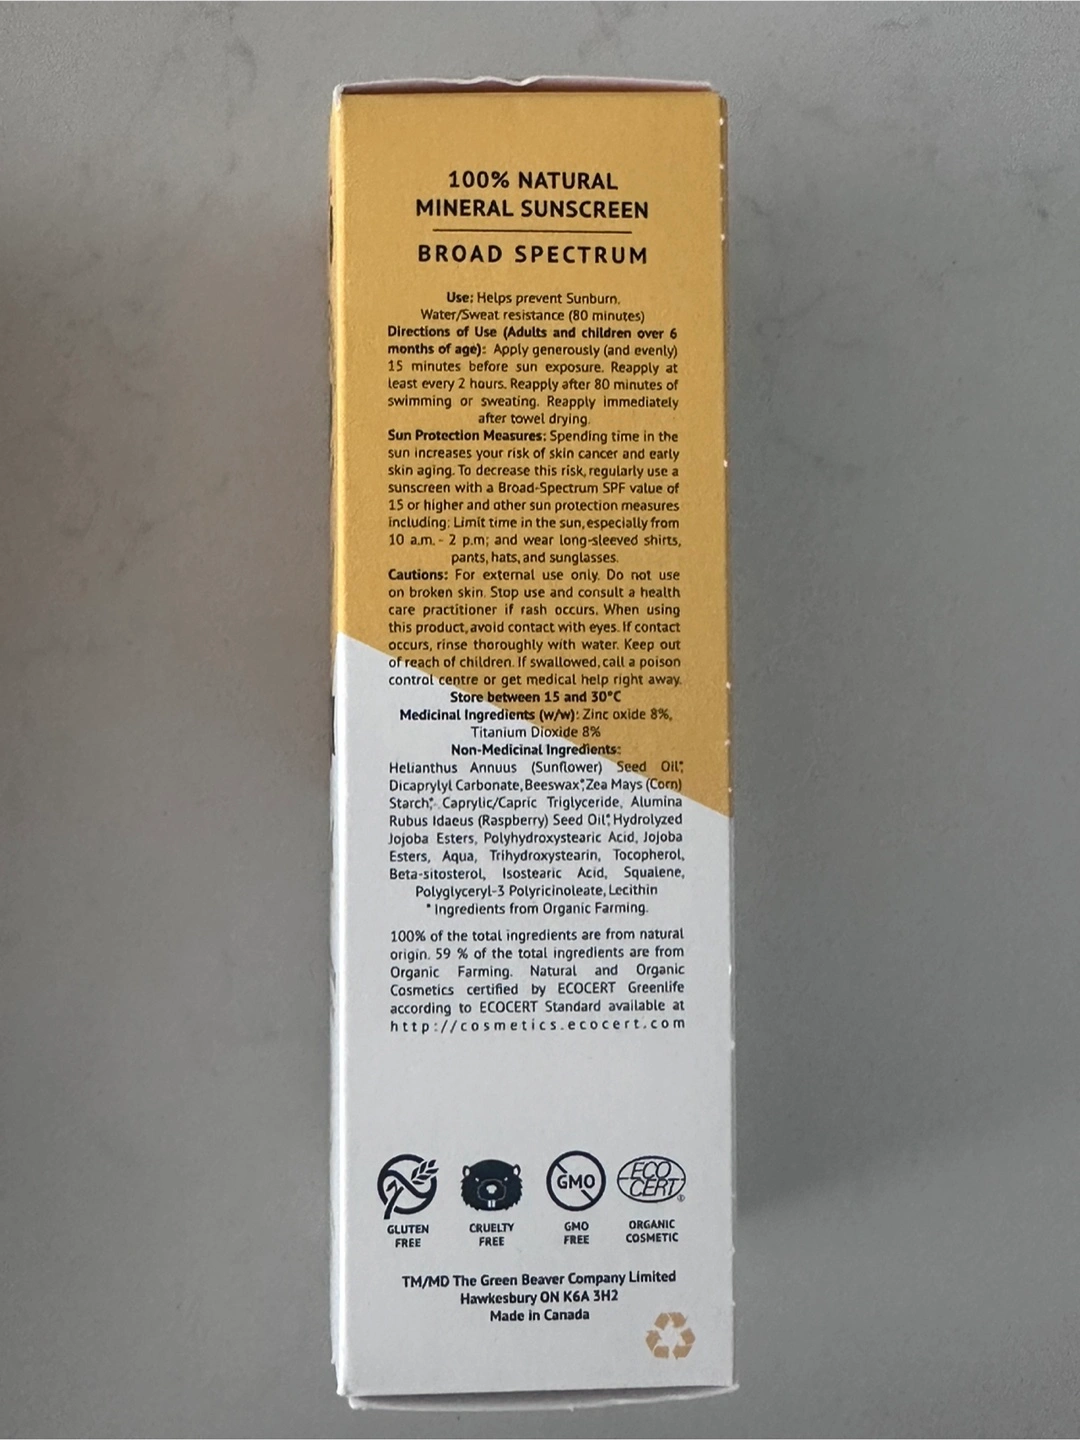 100% NATURAL
MINERAL SUNSCREEN
BROAD SPECTRUM
Use: Helps prevent Sunburn.
Water/Sweat resistance (80 minutes)
Directions of Use (Adults and children over 6
months of age): Apply generously (and evenly)
15 minutes before sun exposure. Reapply at
least every 2 hours. Reapply after 80 minutes of
swimming or sweating. Reapply immediately
after towel drying.
Sun Protection Measures: Spending time in the
sun increases your risk of skin cancer and early
skin aging. To decrease this risk, regularly use a
sunscreen with a Broad-Spectrum SPF value of
15 or higher and other sun protection measures
including: Limit time in the sun, especially from
10 a.m. - 2 p.m; and wear long-sleeved shirts,
pants, hats, and sunglasses.
Cautions: For external use only. Do not use
on broken skin. Stop use and consult a health
care practitioner if rash occurs. When using
this product, avoid contact with eyes. If contact
occurs, rinse thoroughly with water. Keep out
of reach of children. If swallowed, call a poison
control centre or get medical help right away.
Store between 15 and 30°C
Medicinal Ingredients (w/w): Zinc oxide 8%,
Titanium Dioxide 8%
Non-Medicinal Ingredients:
Helianthus Annuus (Sunflower) Seed Oil*,
Dicaprylyl Carbonate, Beeswax*, Zea Mays (Corn)
Starch*, Caprylic/Capric Triglyceride, Alumina
Rubus Idaeus (Raspberry) Seed Oil*, Hydrolyzed
Jojoba Esters, Polyhydroxystearic Acid, Jojoba
Esters, Aqua, Trihydroxystearin, Tocopherol,
Beta-sitosterol, Isostearic Acid, Squalene,
Polyglyceryl-3 Polyricinoleate, Lecithin
* Ingredients from Organic Farming.
100% of the total ingredients are from natural
origin. 59 % of the total ingredients are from
Organic Farming. Natural and Organic
Cosmetics certified by ECOCERT Greenlife
according to ECOCERT Standard available at
http://cosmetics.ecocert.com
GMO
ECO
CERT®
GLUTEN
FREE
CRUELTY
FREE
GMO
FREE
ORGANIC
COSMETIC
TM/MD The Green Beaver Company Limited
Hawkesbury ON K6A 3H2
Made in Canada